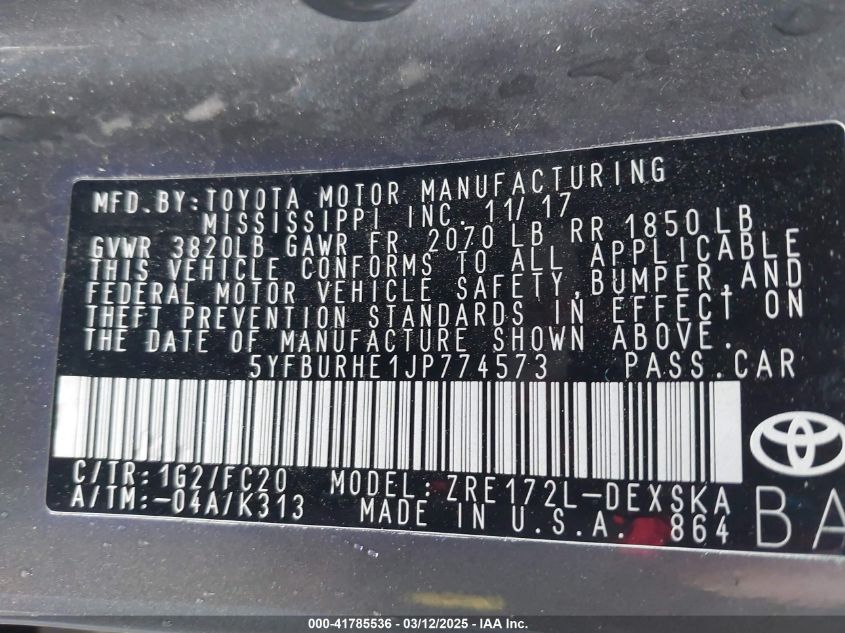 MFD.BY:TOYOTA MOTOR MANUFACTURING
MISSISSIPPI INC. 11/17
GVWR 3820LB GAWR FR 2070 LB RR 1850 LB
THIS VEHICLE CONFORMS TO ALL APPLICABLE
FEDERAL MOTOR VEHICLE SAFETY,BUMPER,AND
THEFT PREVENTION STANDARDS IN EFFECT ON
THE DATE OF MANUFACTURE SHOWN ABOVE.
5YFBURHE1JP774573 PASS.CAR
C/TR:1G2/FC20 MODEL:ZRE172L-DEXSKA
A/TM:-04A/K313 MADE IN U.S.A. 864 BA
000-41785536 - 03/12/2025 - IAA Inc.